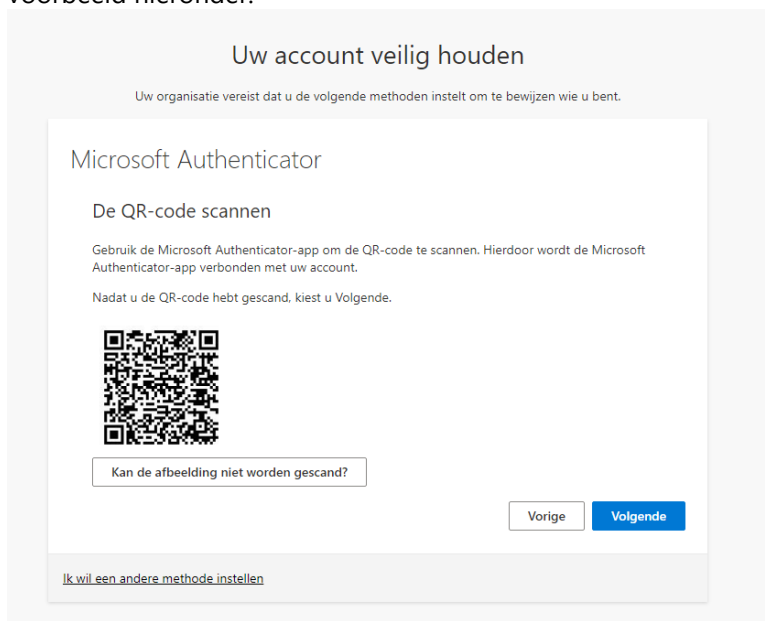 voorbeeld hieronder.
Uw account veilig houden
Uw organisatie vereist dat u de volgende methoden instelt om te bewijzen wie u bent.
Microsoft Authenticator
De QR-code scannen
Gebruik de Microsoft Authenticator-app om de QR-code te scannen. Hierdoor wordt de Microsoft
Authenticator-app verbonden met uw account.
Nadat u de QR-code hebt gescand, kiest u Volgende.
Kan de afbeelding niet worden gescand?
Vorige
Volgende
Ik wil een andere methode instellen